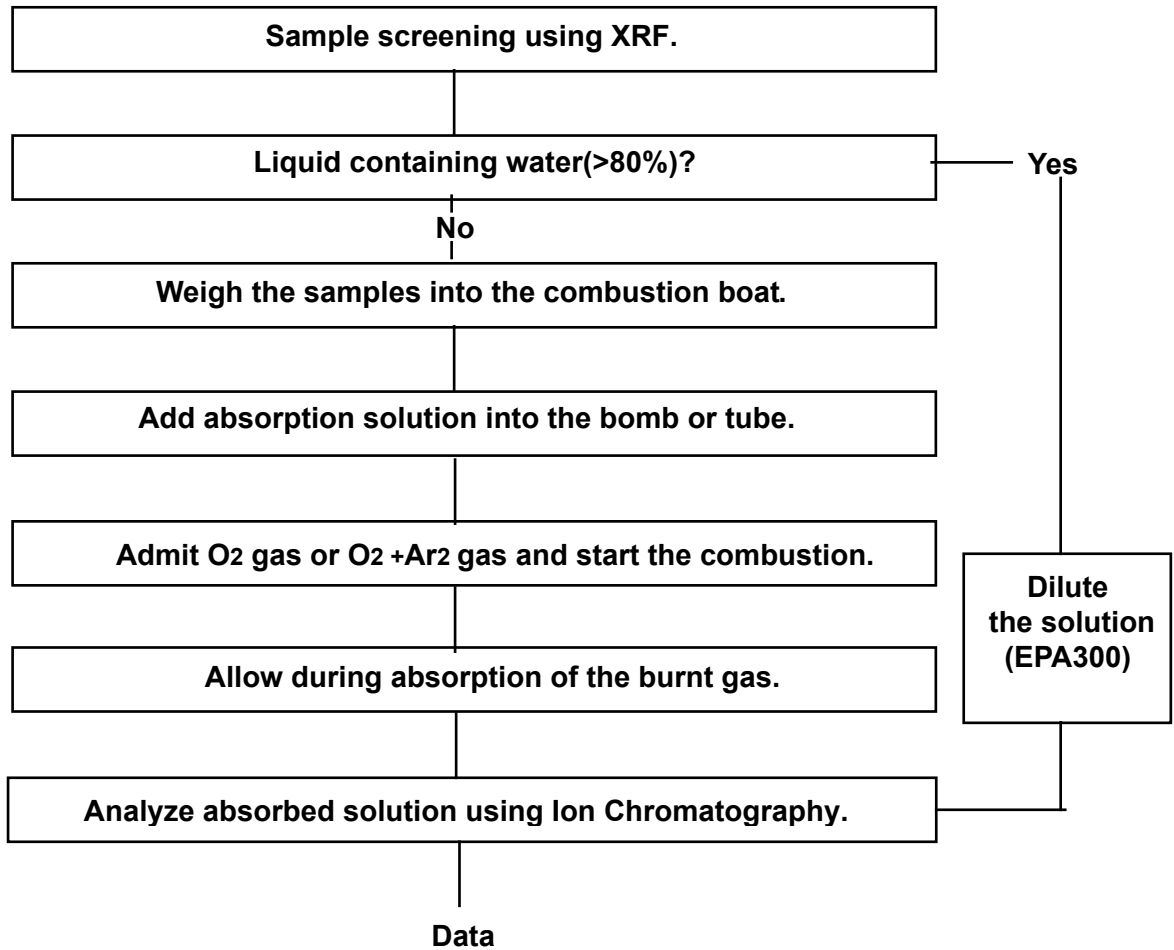 Sample screening using XRF.
Liquid containing water(>80%)?
Yes
No
Weigh the samples into the combustion boat.
Add absorption solution into the bomb or tube.
Admit O2 gas or O2 +Ar2 gas and start the combustion.
Dilute
the solution
(EPA300)
Allow during absorption of the burnt gas.
Analyze absorbed solution using Ion Chromatography.
Data